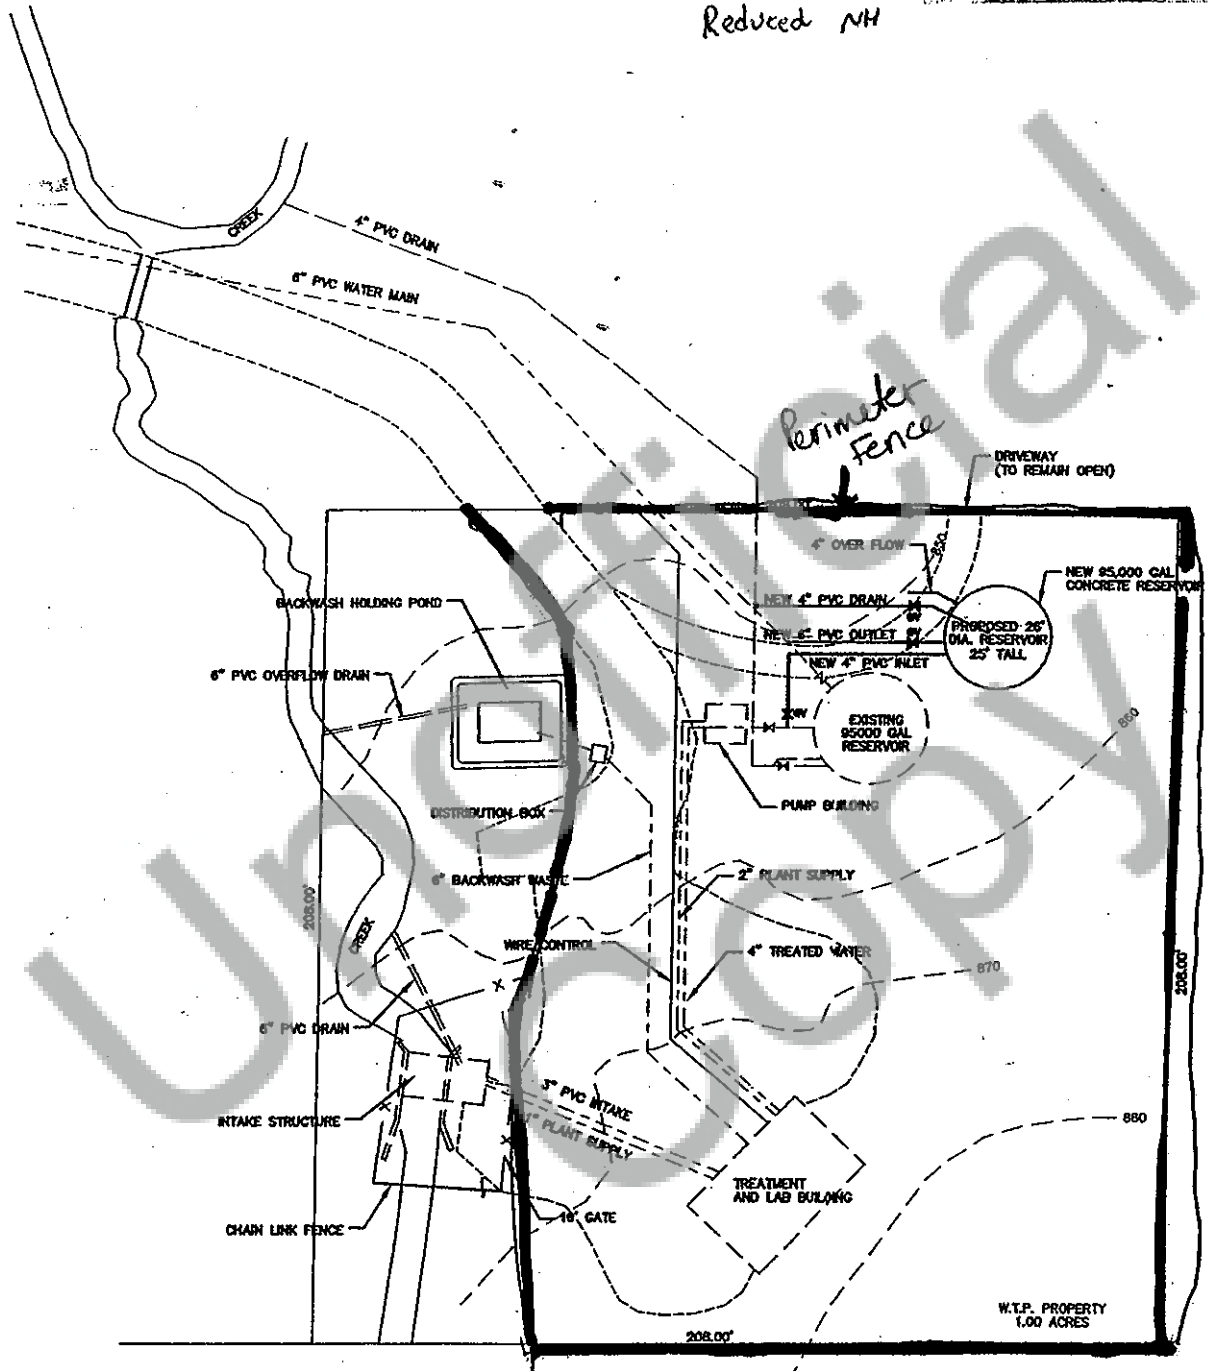 Reduced NH
CREEK
4" PVC DRAIN
6" PVC WATER MAIN
Perimeter
Fence
DRIVEWAY
(TO REMAIN OPEN)
4" OVER FLOW
850
NEW 95,000 GAL
CONCRETE RESERVOIR
BACKWASH HOLDING POND
NEW 4" PVC DRAIN
PROPOSED 26'
DIA. RESERVOIR
25' TALL
NEW 6" PVC OUTLET
NEW 4" PVC INLET
6" PVC OVERFLOW DRAIN
EXISTING
95000 GAL
RESERVOIR
860
PUMP BUILDING
DISTRIBUTION BOX
6" BACKWASH WASTE
2" PLANT SUPPLY
208.00'
CREEK
WIRE CONTROL
4" TREATED WATER
870
208.00'
6" PVC DRAIN
3" PVC INTAKE
1" PLANT SUPPLY
INTAKE STRUCTURE
880
TREATMENT
AND LAB BUILDING
16' GATE
CHAIN LINK FENCE
W.T.P. PROPERTY
1.00 ACRES
208.00'
Unofficial
Copy